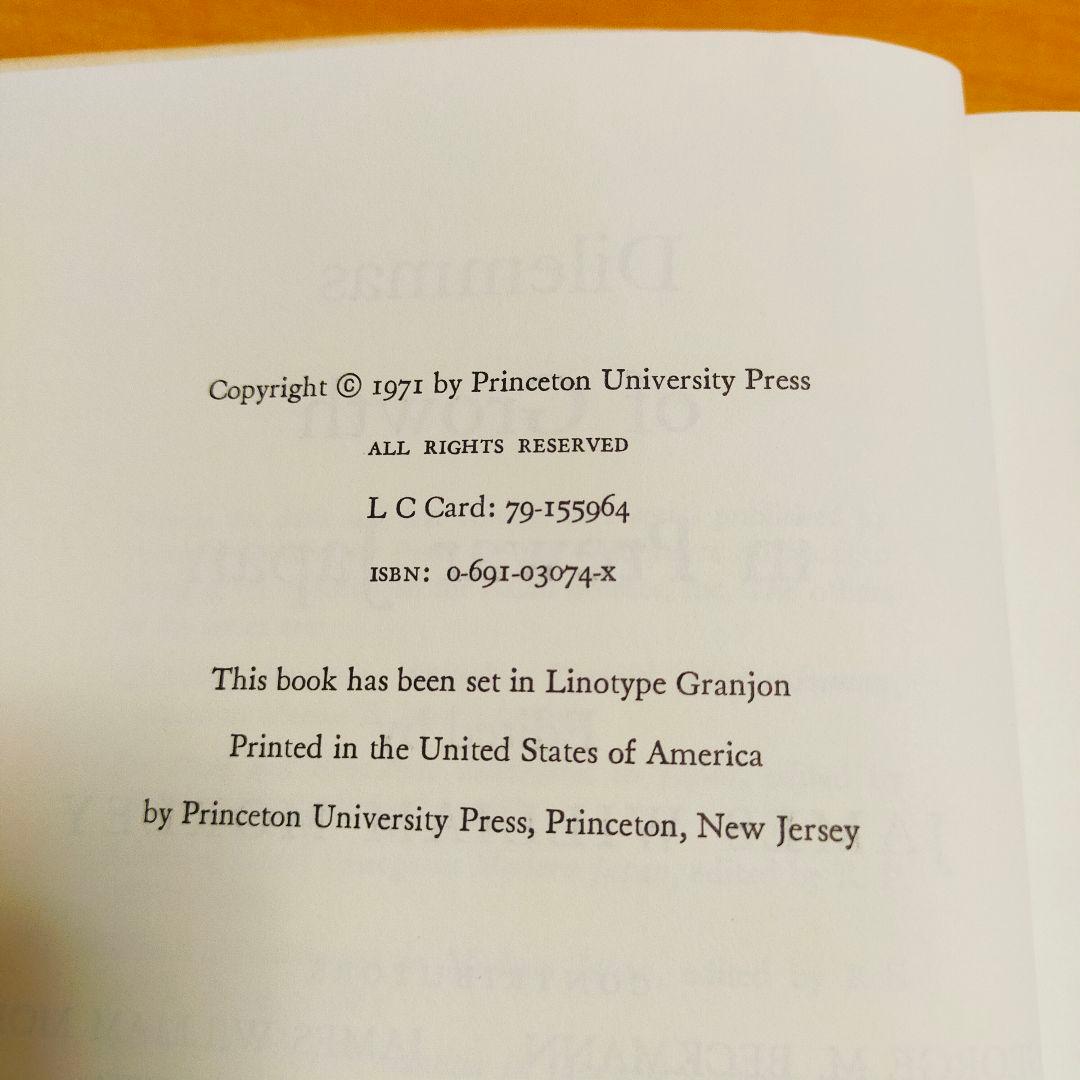 Copyright © 1971 by Princeton University Press
ALL RIGHTS RESERVED
L C Card: 79-155964
ISBN: 0-691-03074-x
This book has been set in Linotype Granjon
Printed in the United States of America
by Princeton University Press, Princeton, New Jersey